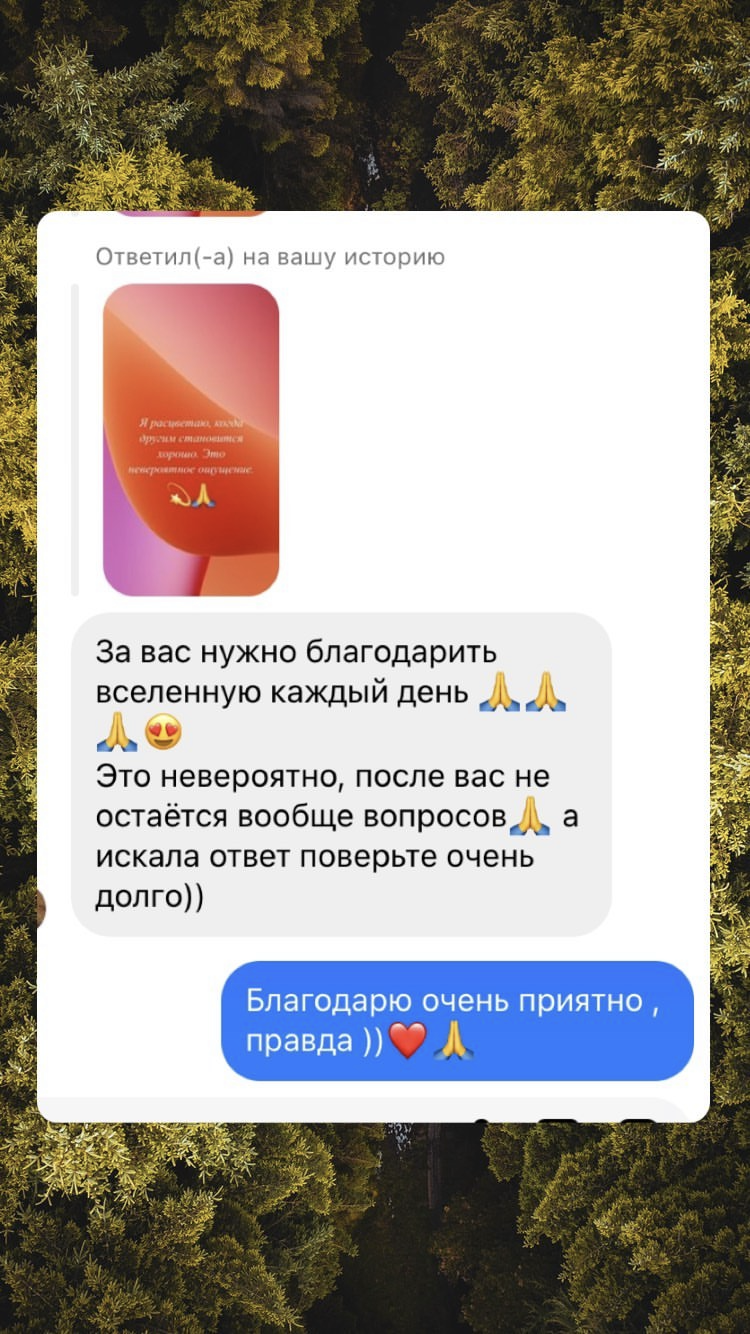 Ответил(-а) на вашу историю
Я расцветаю, когда
другим становится
хорошо. Это
невероятное ощущение.
💫🙏
За вас нужно благодарить
вселенную каждый день 🙏🙏
🙏😍
Это невероятно, после вас не
остаётся вообще вопросов🙏 а
искала ответ поверьте очень
долго))
Благодарю очень приятно ,
правда ))❤️🙏